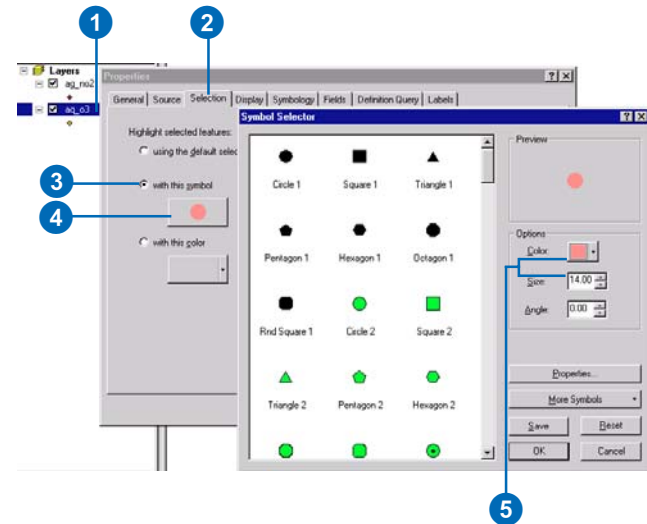 1
2
Layers
ag_no2
aq_o3
Properties
General Source Selection Display Symbology Fields Definition Query Labels
Highlight selected features:
using the default selec
3
with this symbol
4
with this color
Symbol Selector
Circle 1 Square 1 Triangle 1
Pentagon 1 Hexagon 1 Octagon 1
Rnd Square 1 Circle 2 Square 2
Triangle 2 Pentagon 2 Hexagon 2
Preview
Options
Color:
Size: 14.00
Angle: 0.00
Properties...
More Symbols
Save Reset
OK Cancel
5